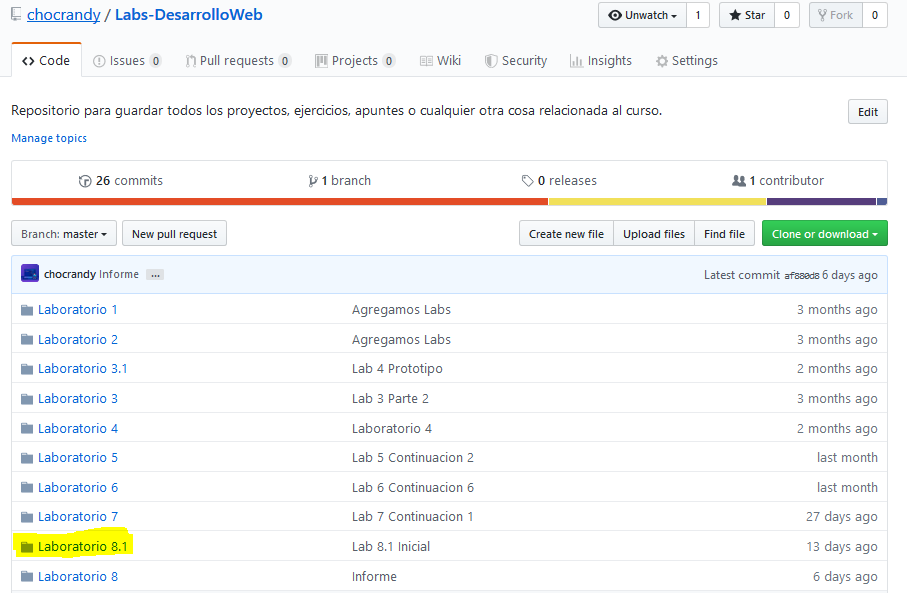 chocrandy / Labs-DesarrolloWeb Unwatch 1 Star 0 Fork 0
Code Issues 0 Pull requests 0 Projects 0 Wiki Security Insights Settings
Repositorio para guardar todos los proyectos, ejercicios, apuntes o cualquier otra cosa relacionada al curso. Edit
Manage topics
26 commits 1 branch 0 releases 1 contributor
Branch: master New pull request Create new file Upload files Find file Clone or download
chocrandy Informe ... Latest commit af880d8 6 days ago
Laboratorio 1 Agregamos Labs 3 months ago
Laboratorio 2 Agregamos Labs 3 months ago
Laboratorio 3.1 Lab 4 Prototipo 2 months ago
Laboratorio 3 Lab 3 Parte 2 3 months ago
Laboratorio 4 Laboratorio 4 2 months ago
Laboratorio 5 Lab 5 Continuacion 2 last month
Laboratorio 6 Lab 6 Continuacion 6 last month
Laboratorio 7 Lab 7 Continuacion 1 27 days ago
Laboratorio 8.1 Lab 8.1 Inicial 13 days ago
Laboratorio 8 Informe 6 days ago